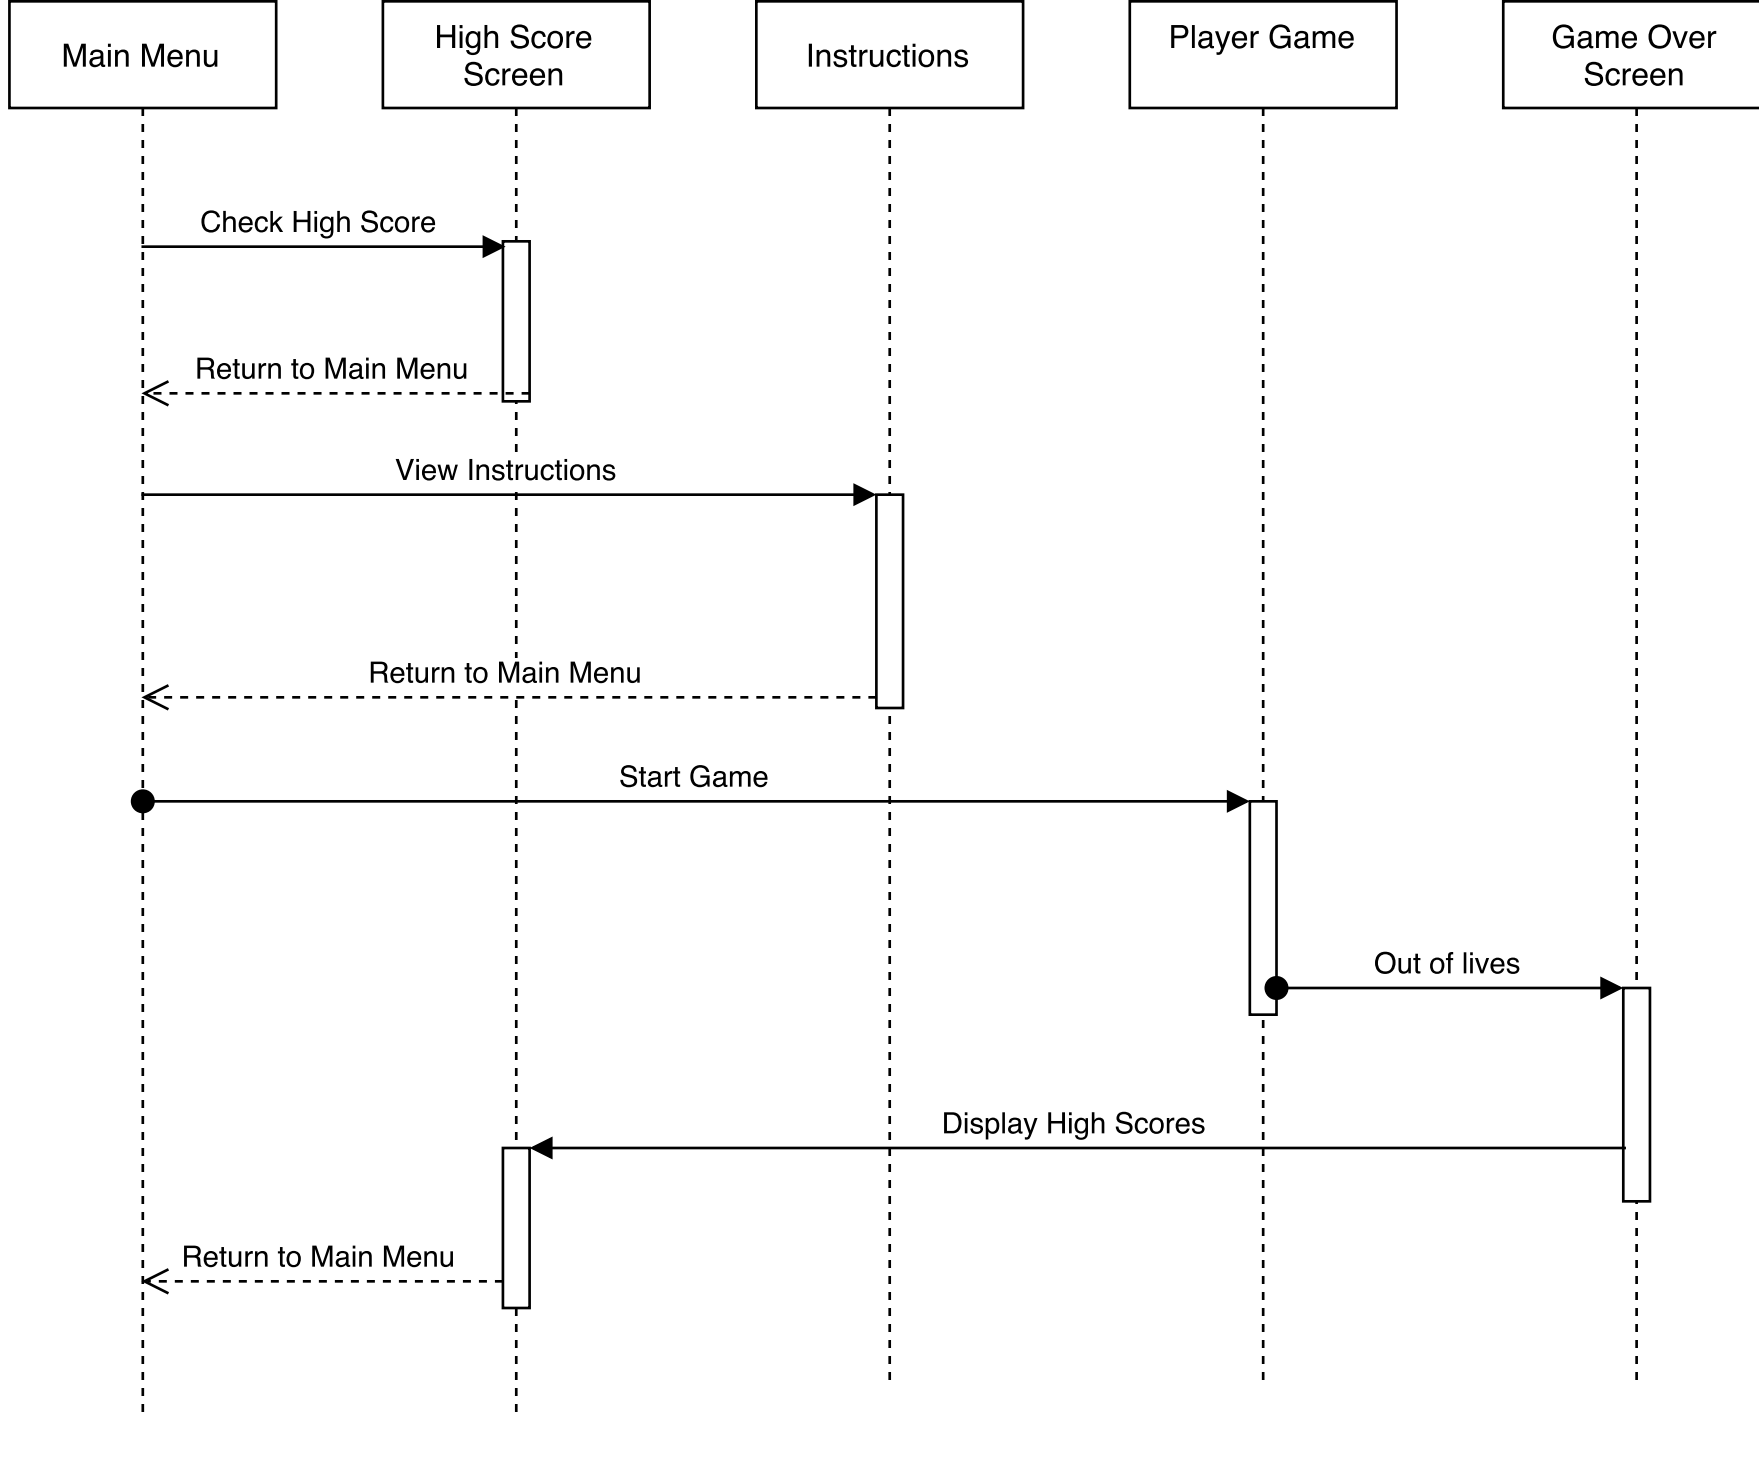 Main Menu
High Score
Screen
Instructions
Player Game
Game Over
Screen
Check High Score
Return to Main Menu
View Instructions
Return to Main Menu
Start Game
Out of lives
Display High Scores
Return to Main Menu